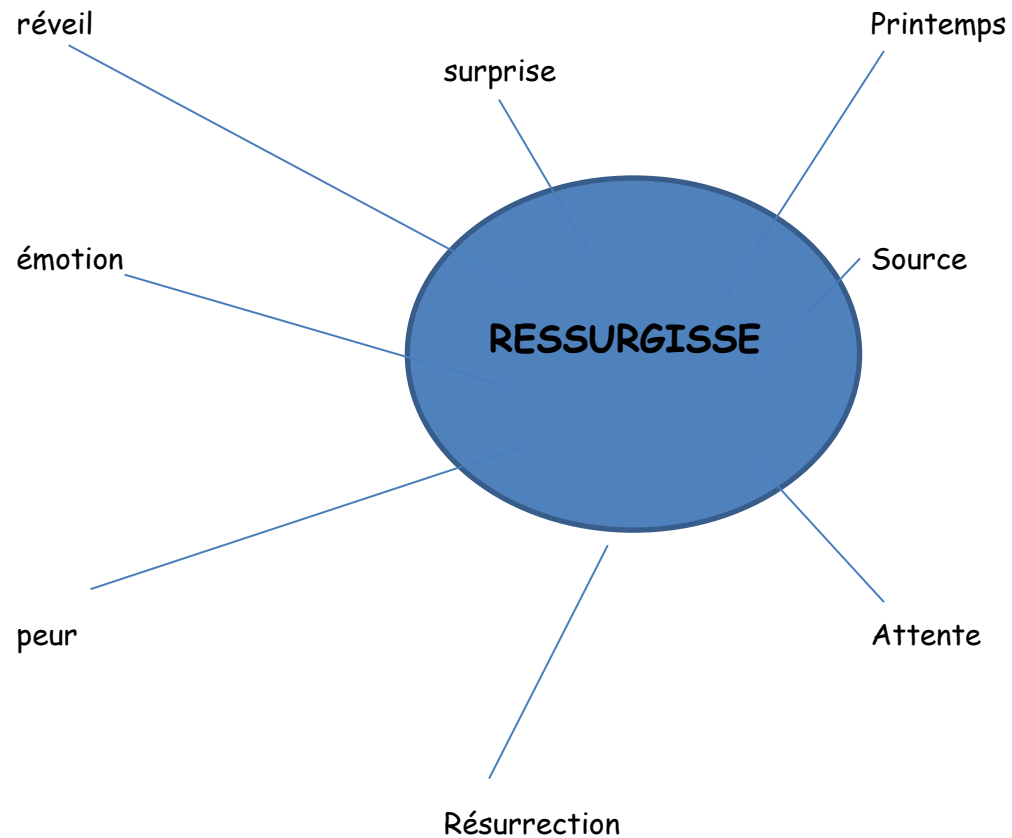 réveil
Printemps
surprise
émotion
Source
RESSURGISSE
peur
Attente
Résurrection